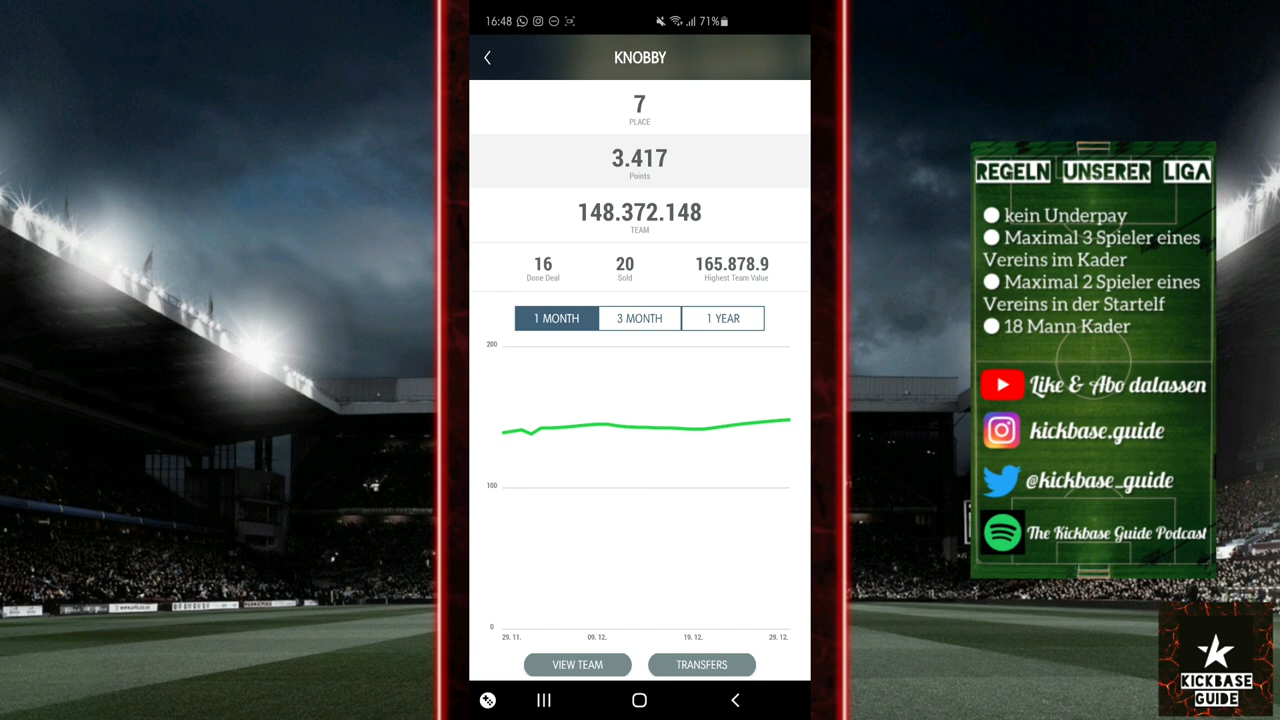 16:48
71%
KNOBBY
7
PLACE
3.417
Points
148.372.148
TEAM
16 20 165.878.9
Done Deal Sold Highest Team Value
1 MONTH 3 MONTH 1 YEAR
200
100
0
29. 11. 09. 12. 19. 12. 29. 12.
VIEW TEAM TRANSFERS
REGELN UNSERER LIGA
kein Underpay
Maximal 3 Spieler eines
Vereins im Kader
Maximal 2 Spieler eines
Vereins in der Startelf
18 Mann Kader
Like & Abo dalassen
kickbase.guide
@kickbase_guide
The Kickbase Guide Podcast
KICKBASE
GUIDE